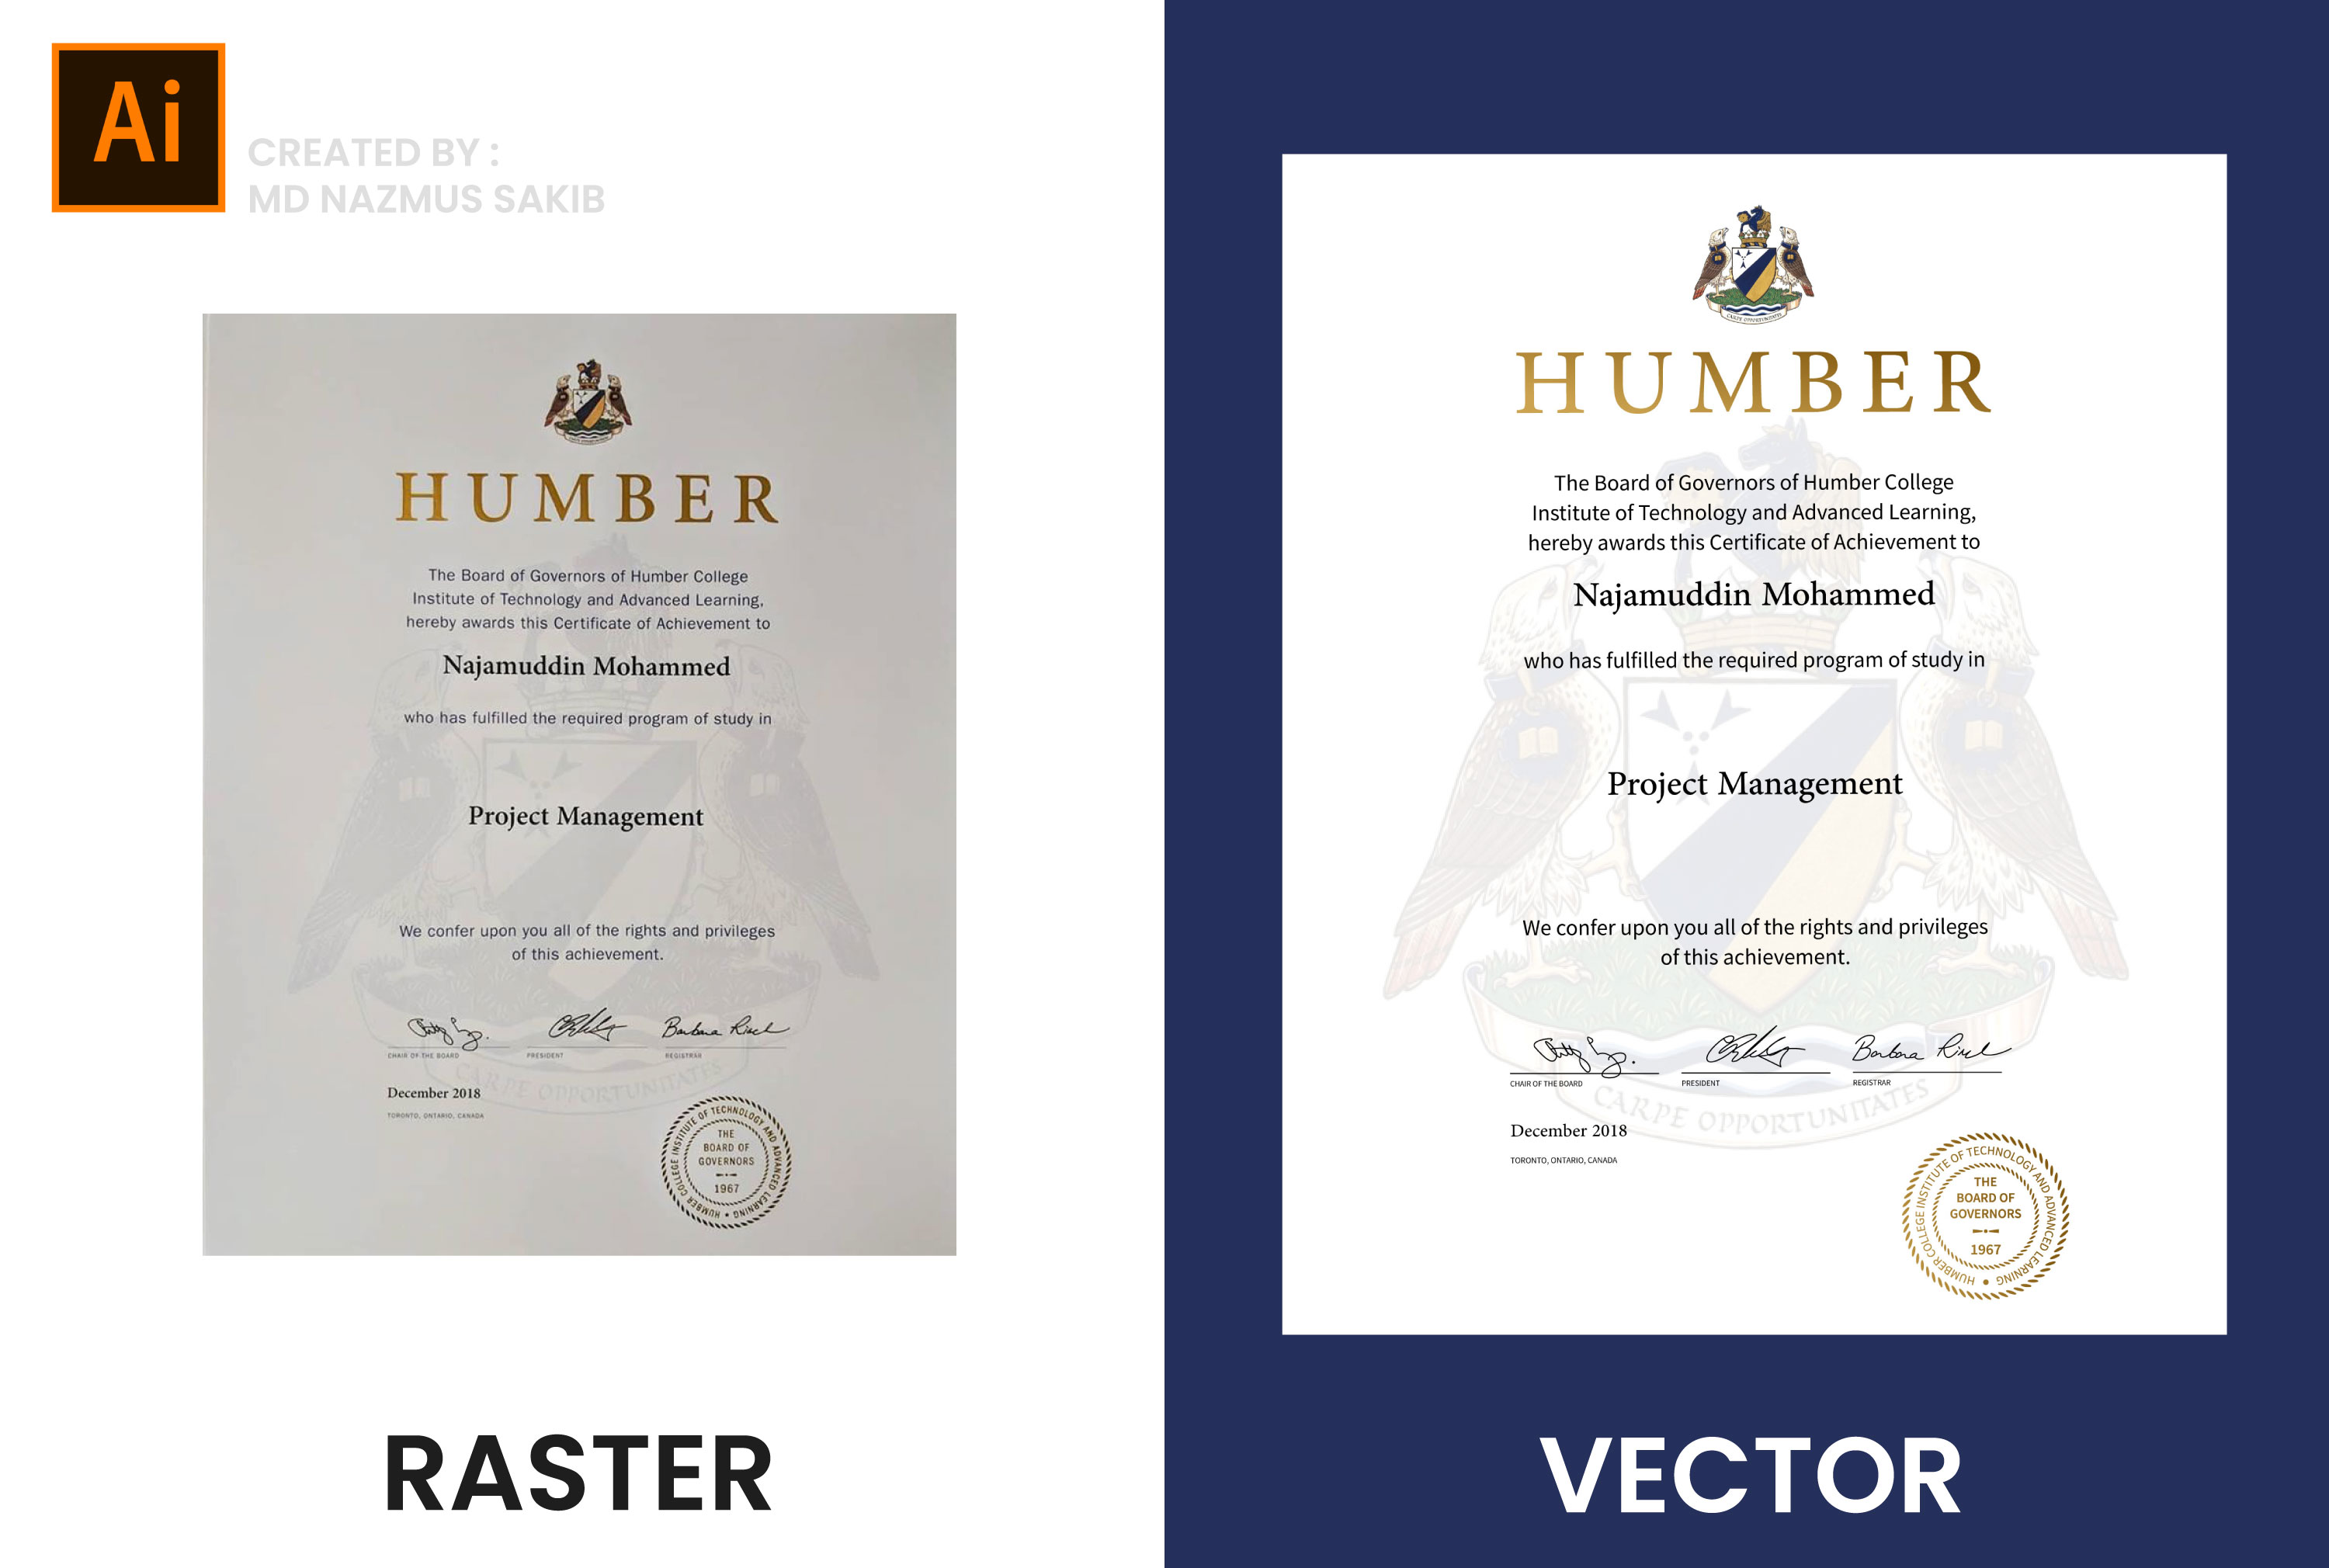 Ai
CREATED BY :
MD NAZMUS SAKIB
HUMBER
The Board of Governors of Humber College
Institute of Technology and Advanced Learning,
hereby awards this Certificate of Achievement to
Najamuddin Mohammed
who has fulfilled the required program of study in
Project Management
We confer upon you all of the rights and privileges
of this achievement.
Barbara
CHAIR OF THE BOARD PRESIDENT REGISTRAR
CARPE OPPORTUNITATES
December 2018
TORONTO, ONTARIO, CANADA
HUMBER COLLEGE INSTITUTE OF TECHNOLOGY AND ADVANCED LEARNING •
THE
BOARD OF
GOVERNORS
1967
RASTER
CARPE OPPORTUNITATES
HUMBER
The Board of Governors of Humber College
Institute of Technology and Advanced Learning,
hereby awards this Certificate of Achievement to
Najamuddin Mohammed
who has fulfilled the required program of study in
Project Management
We confer upon you all of the rights and privileges
of this achievement.
Barbara
CHAIR OF THE BOARD PRESIDENT REGISTRAR
CARPE OPPORTUNITATES
December 2018
TORONTO, ONTARIO, CANADA
HUMBER COLLEGE INSTITUTE OF TECHNOLOGY AND ADVANCED LEARNING •
THE
BOARD OF
GOVERNORS
1967
VECTOR